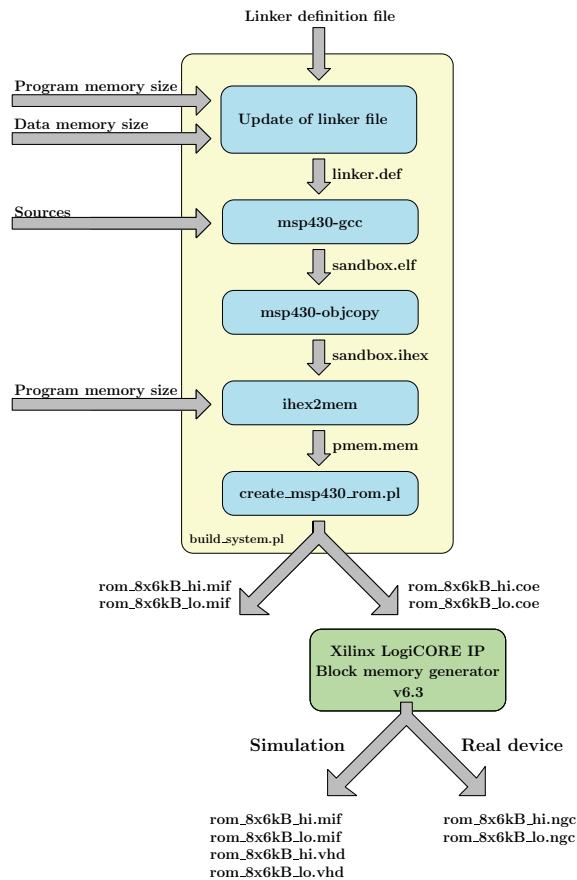 Linker definition file
Program memory size
Data memory size
Update of linker file
linker.def
Sources
msp430-gcc
sandbox.elf
msp430-objcopy
sandbox.ihex
Program memory size
ihex2mem
pmem.mem
create_msp430_rom.pl
build_system.pl
rom_8x6kB_hi.mif
rom_8x6kB_lo.mif
rom_8x6kB_hi.coe
rom_8x6kB_lo.coe
Xilinx LogiCORE IP
Block memory generator
v6.3
Simulation
Real device
rom_8x6kB_hi.mif
rom_8x6kB_lo.mif
rom_8x6kB_hi.vhd
rom_8x6kB_lo.vhd
rom_8x6kB_hi.ngc
rom_8x6kB_lo.ngc